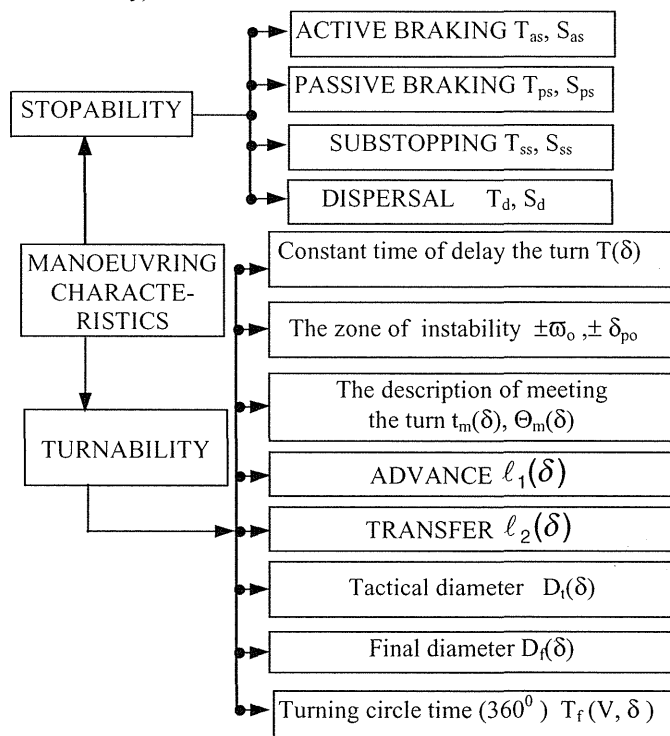 ACTIVE BRAKING T_as, S_as
STOPABILITY
PASSIVE BRAKING T_ps, S_ps
SUBSTOPPING T_ss, S_ss
DISPERSAL T_d, S_d
MANOEUVRING
CHARACTE-
RISTICS
TURNABILITY
Constant time of delay the turn T(δ)
The zone of instability ±ϖ_o ,± δ_po
The description of meeting
the turn t_m(δ), Θ_m(δ)
ADVANCE ℓ_1(δ)
TRANSFER ℓ_2(δ)
Tactical diameter D_t(δ)
Final diameter D_f(δ)
Turning circle time (360⁰ ) T_f (V, δ )